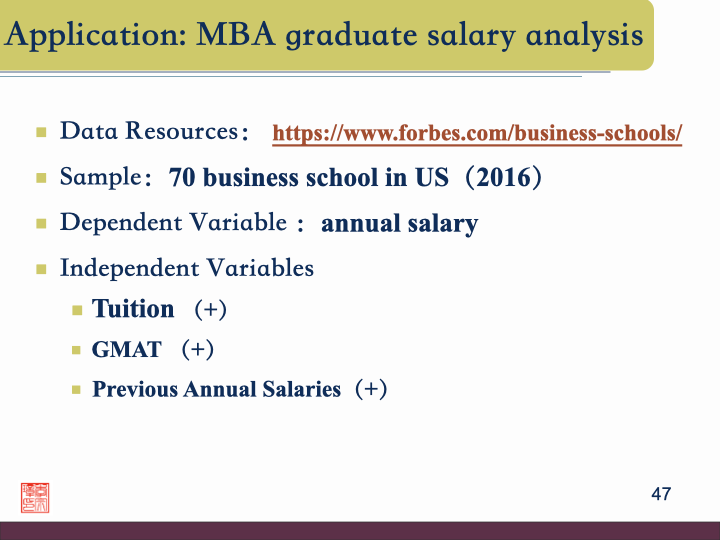 Application: MBA graduate salary analysis
Data Resources： https://www.forbes.com/business-schools/
Sample：70 business school in US（2016）
Dependent Variable ：annual salary
Independent Variables
Tuition （+）
GMAT （+）
Previous Annual Salaries（+）
47